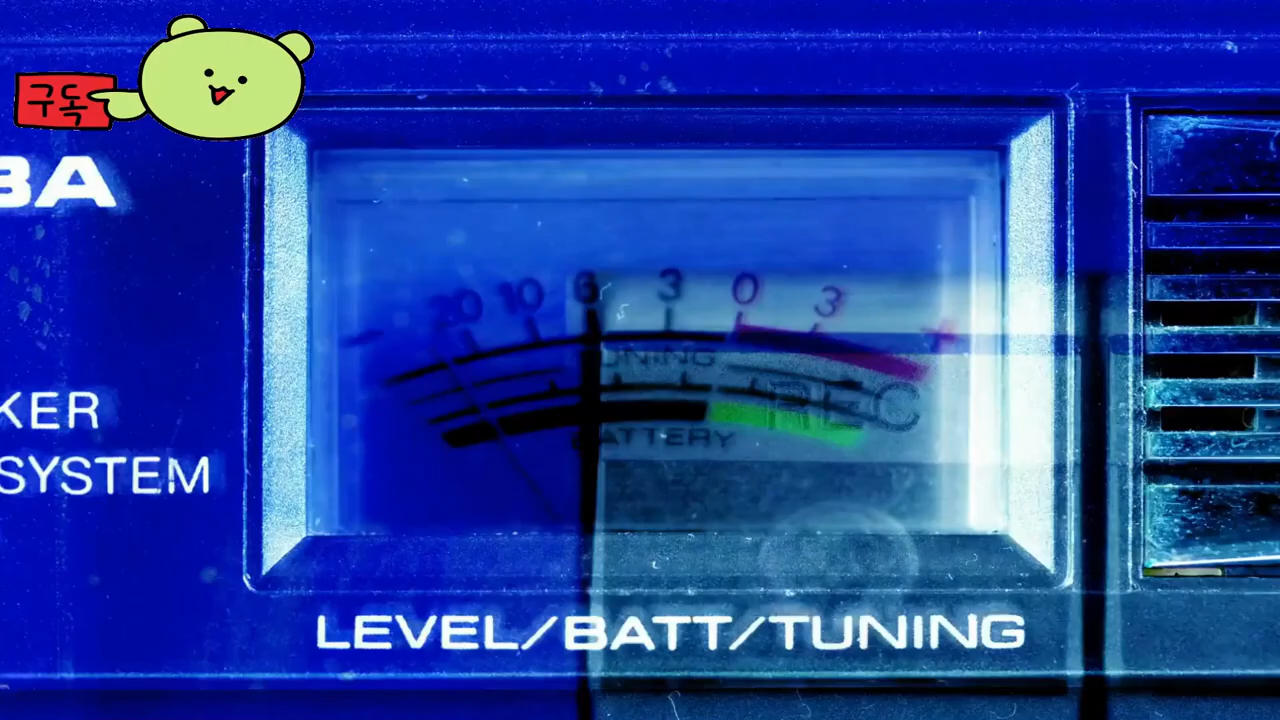 구독
BA
20 10 6 3 0 3 +
TUNING
REC
BATTERY
KER
SYSTEM
LEVEL/BATT/TUNING